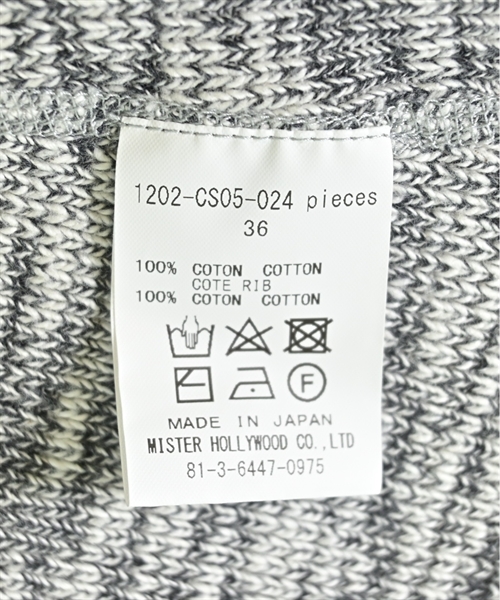 1202-CS05-024 pieces
36
100% COTON COTTON
COTE RIB
100% COTON COTTON
F
MADE IN JAPAN
MISTER HOLLYWOOD CO.,LTD
81-3-6447-0975